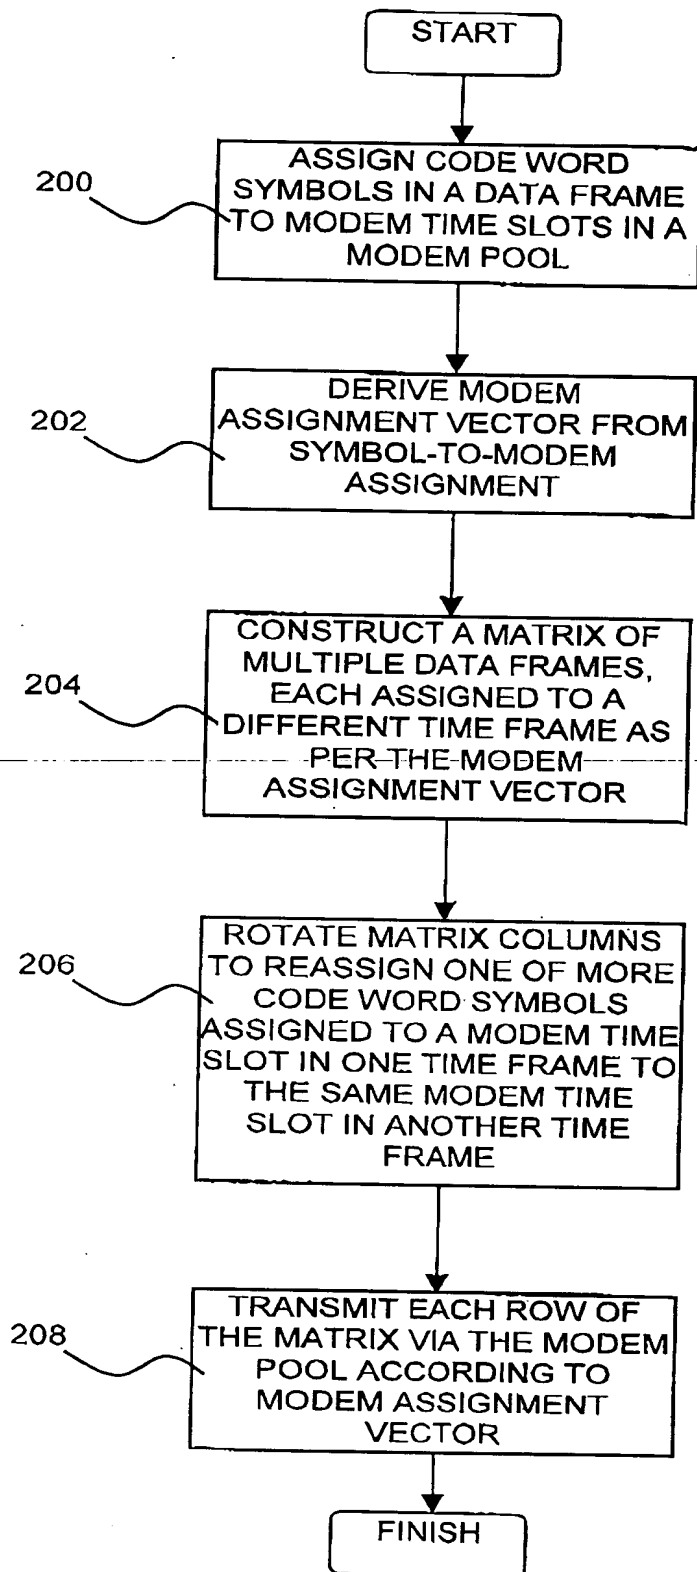 START
200
ASSIGN CODE WORD
SYMBOLS IN A DATA FRAME
TO MODEM TIME SLOTS IN A
MODEM POOL
202
DERIVE MODEM
ASSIGNMENT VECTOR FROM
SYMBOL-TO-MODEM
ASSIGNMENT
204
CONSTRUCT A MATRIX OF
MULTIPLE DATA FRAMES,
EACH ASSIGNED TO A
DIFFERENT TIME FRAME AS
PER THE MODEM
ASSIGNMENT VECTOR
206
ROTATE MATRIX COLUMNS
TO REASSIGN ONE OF MORE
CODE WORD SYMBOLS
ASSIGNED TO A MODEM TIME
SLOT IN ONE TIME FRAME TO
THE SAME MODEM TIME
SLOT IN ANOTHER TIME
FRAME
208
TRANSMIT EACH ROW OF
THE MATRIX VIA THE MODEM
POOL ACCORDING TO
MODEM ASSIGNMENT
VECTOR
FINISH